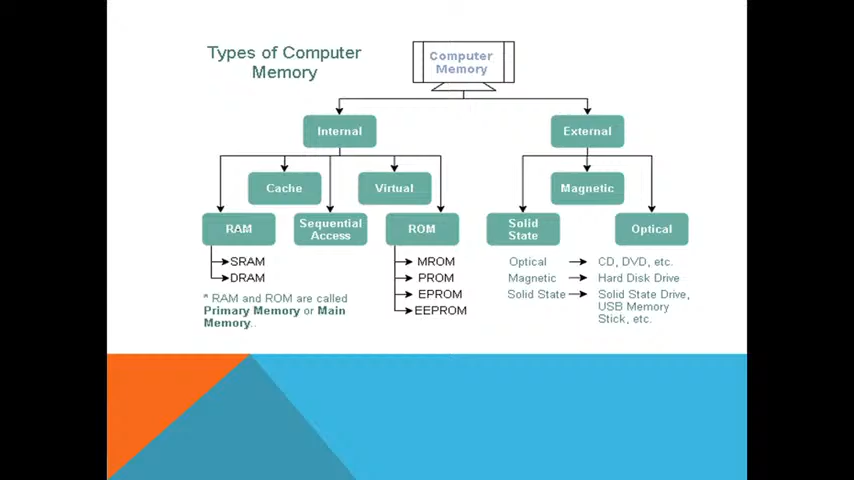 Types of Computer
Memory
Computer
Memory
Internal
External
Cache
Virtual
Magnetic
RAM
Sequential
Access
ROM
Solid
State
Optical
SRAM
DRAM
MROM
PROM
EPROM
EEPROM
Optical CD, DVD, etc.
Magnetic Hard Disk Drive
Solid State Solid State Drive,
USB Memory
Stick, etc.
* RAM and ROM are called
Primary Memory or Main
Memory..